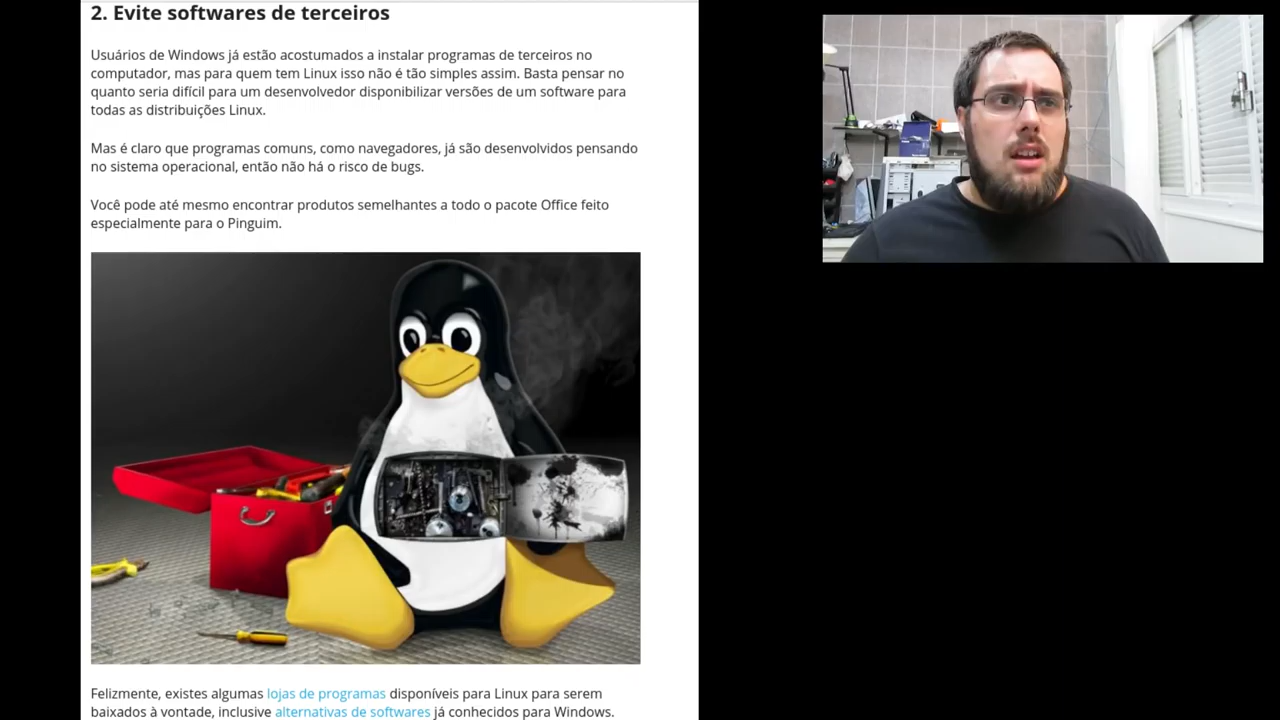 2. Evite softwares de terceiros
Usuários de Windows já estão acostumados a instalar programas de terceiros no
computador, mas para quem tem Linux isso não é tão simples assim. Basta pensar no
quanto seria difícil para um desenvolvedor disponibilizar versões de um software para
todas as distribuições Linux.
Mas é claro que programas comuns, como navegadores, já são desenvolvidos pensando
no sistema operacional, então não há o risco de bugs.
Você pode até mesmo encontrar produtos semelhantes a todo o pacote Office feito
especialmente para o Pinguim.
Felizmente, existes algumas lojas de programas disponíveis para Linux para serem
baixados à vontade, inclusive alternativas de softwares já conhecidos para Windows.